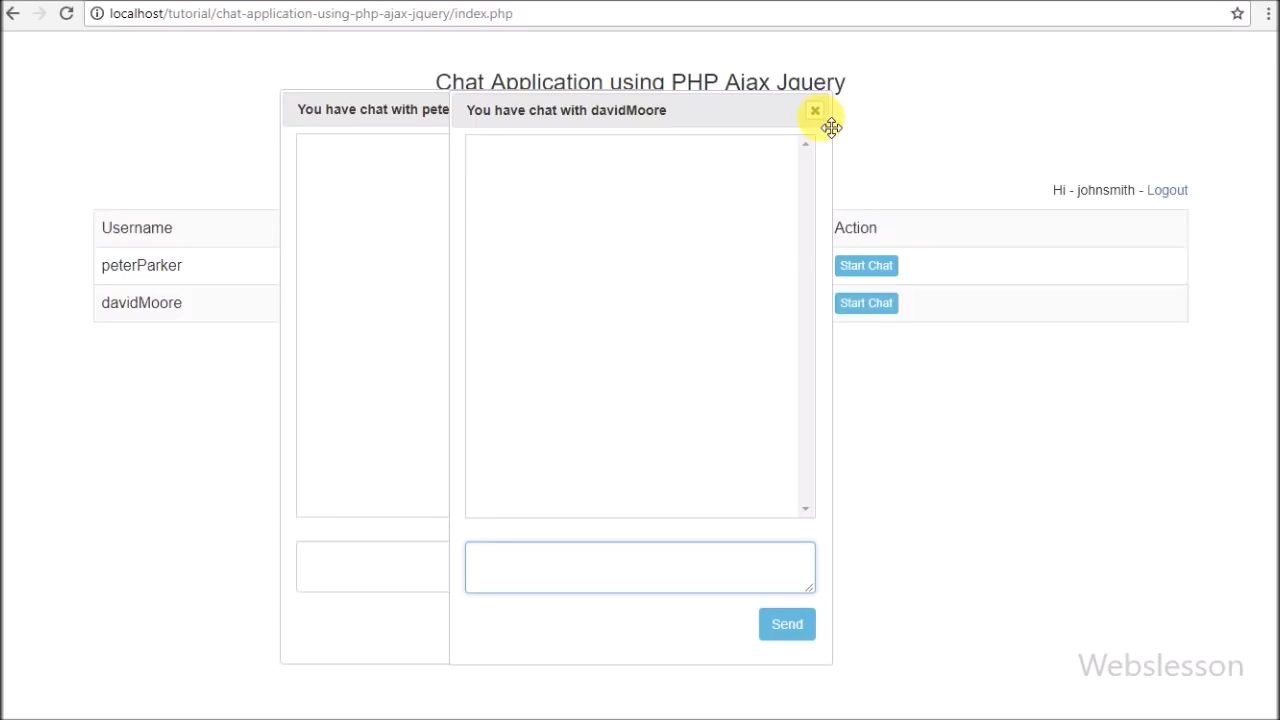 localhost/tutorial/chat-application-using-php-ajax-jquery/index.php
Chat Application using PHP Ajax Jquery
You have chat with pete
You have chat with davidMoore
Hi - johnsmith - Logout
Username Action
peterParker Start Chat
davidMoore Start Chat
Send
Webslesson